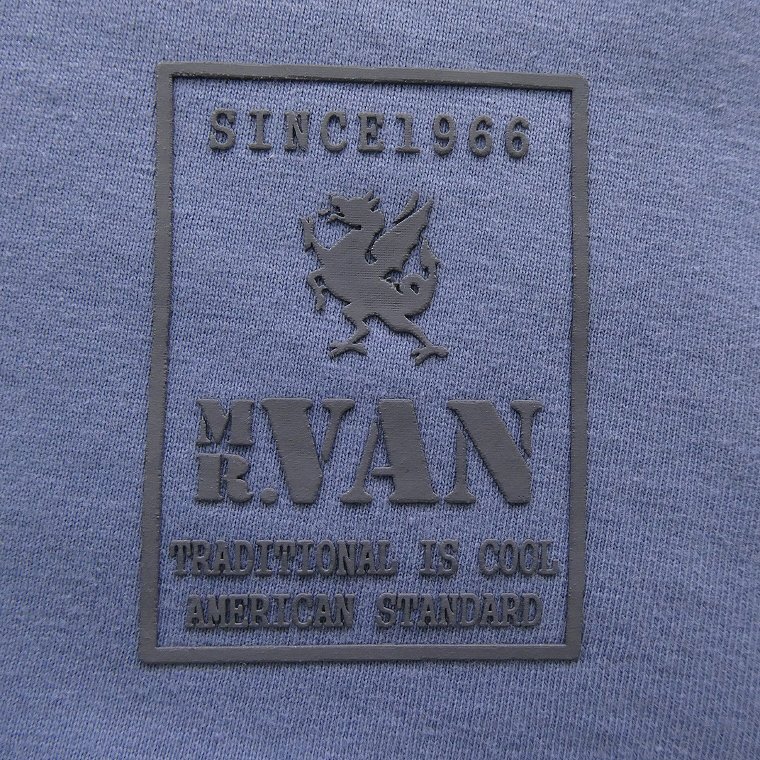 SINCE1966
MR.VAN
TRADITIONAL IS COOL
AMERICAN STANDARD